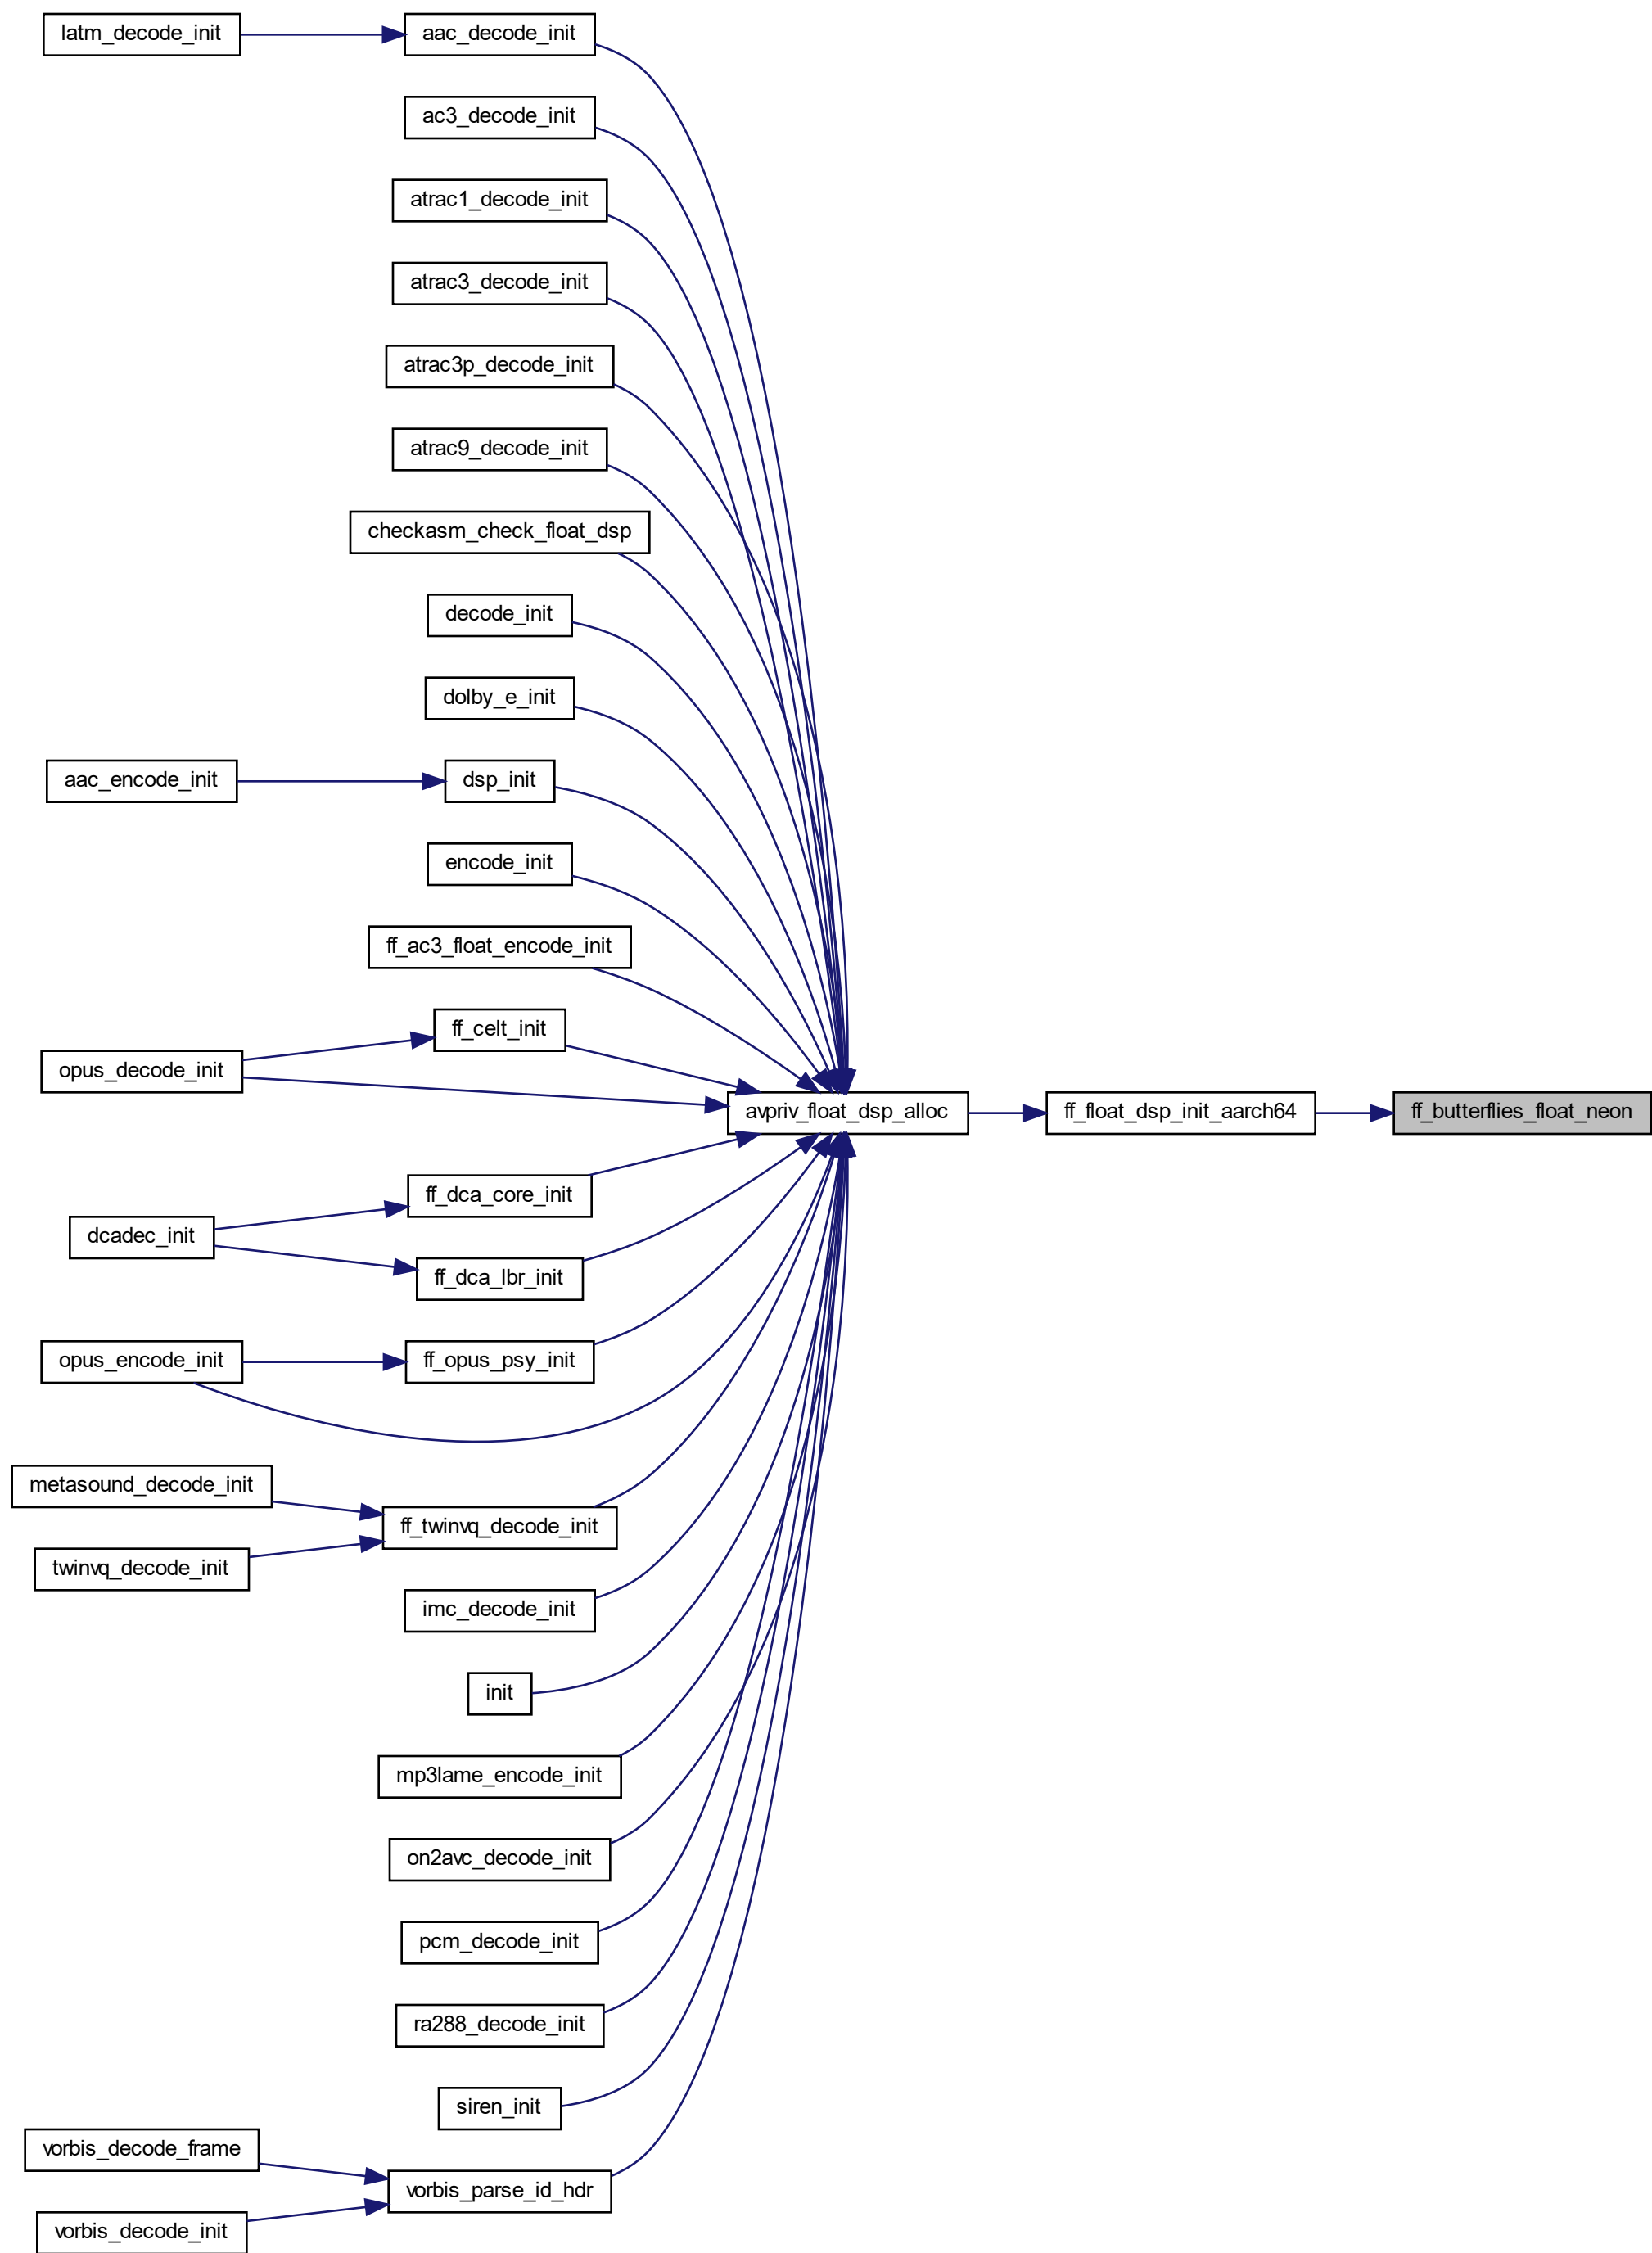 latm_decode_init
aac_decode_init
ac3_decode_init
atrac1_decode_init
atrac3_decode_init
atrac3p_decode_init
atrac9_decode_init
checkasm_check_float_dsp
decode_init
dolby_e_init
aac_encode_init
dsp_init
encode_init
ff_ac3_float_encode_init
ff_celt_init
opus_decode_init
avpriv_float_dsp_alloc
ff_float_dsp_init_aarch64
ff_butterflies_float_neon
ff_dca_core_init
dcadec_init
ff_dca_lbr_init
opus_encode_init
ff_opus_psy_init
metasound_decode_init
ff_twinvq_decode_init
twinvq_decode_init
imc_decode_init
init
mp3lame_encode_init
on2avc_decode_init
pcm_decode_init
ra288_decode_init
siren_init
vorbis_decode_frame
vorbis_parse_id_hdr
vorbis_decode_init